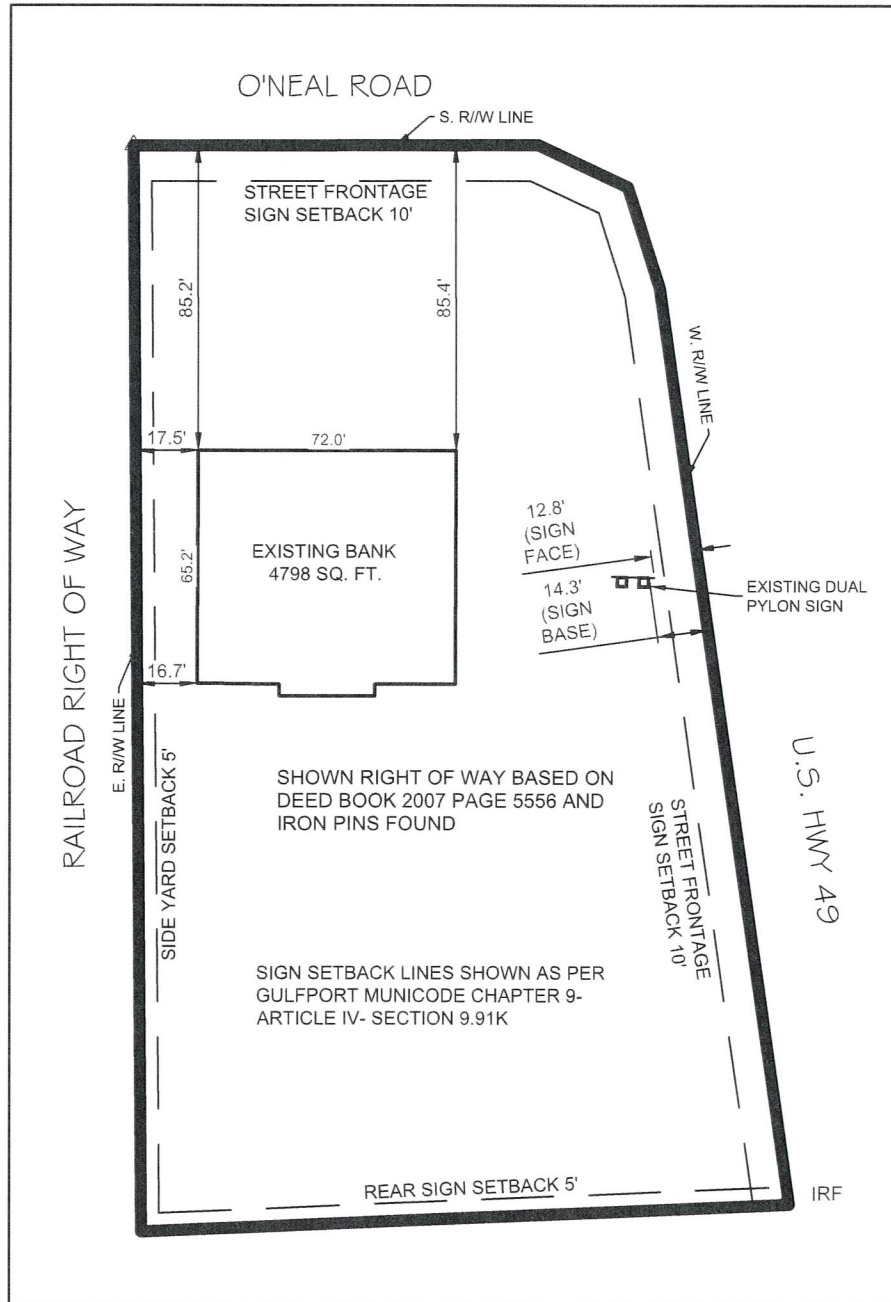 O'NEAL ROAD
S. R//W LINE
STREET FRONTAGE
SIGN SETBACK 10'
85.2'
85.4'
W. R//W LINE
17.5'
72.0'
12.8'
(SIGN
FACE)
65.2'
EXISTING BANK
4798 SQ. FT.
14.3'
(SIGN
BASE)
EXISTING DUAL
PYLON SIGN
RAILROAD RIGHT OF WAY
E. R//W LINE
16.7'
SIDE YARD SETBACK 5'
SHOWN RIGHT OF WAY BASED ON
DEED BOOK 2007 PAGE 5556 AND
IRON PINS FOUND
U.S. HWY 49
STREET FRONTAGE
SIGN SETBACK 10'
SIGN SETBACK LINES SHOWN AS PER
GULFPORT MUNICODE CHAPTER 9-
ARTICLE IV- SECTION 9.91K
REAR SIGN SETBACK 5'
IRF